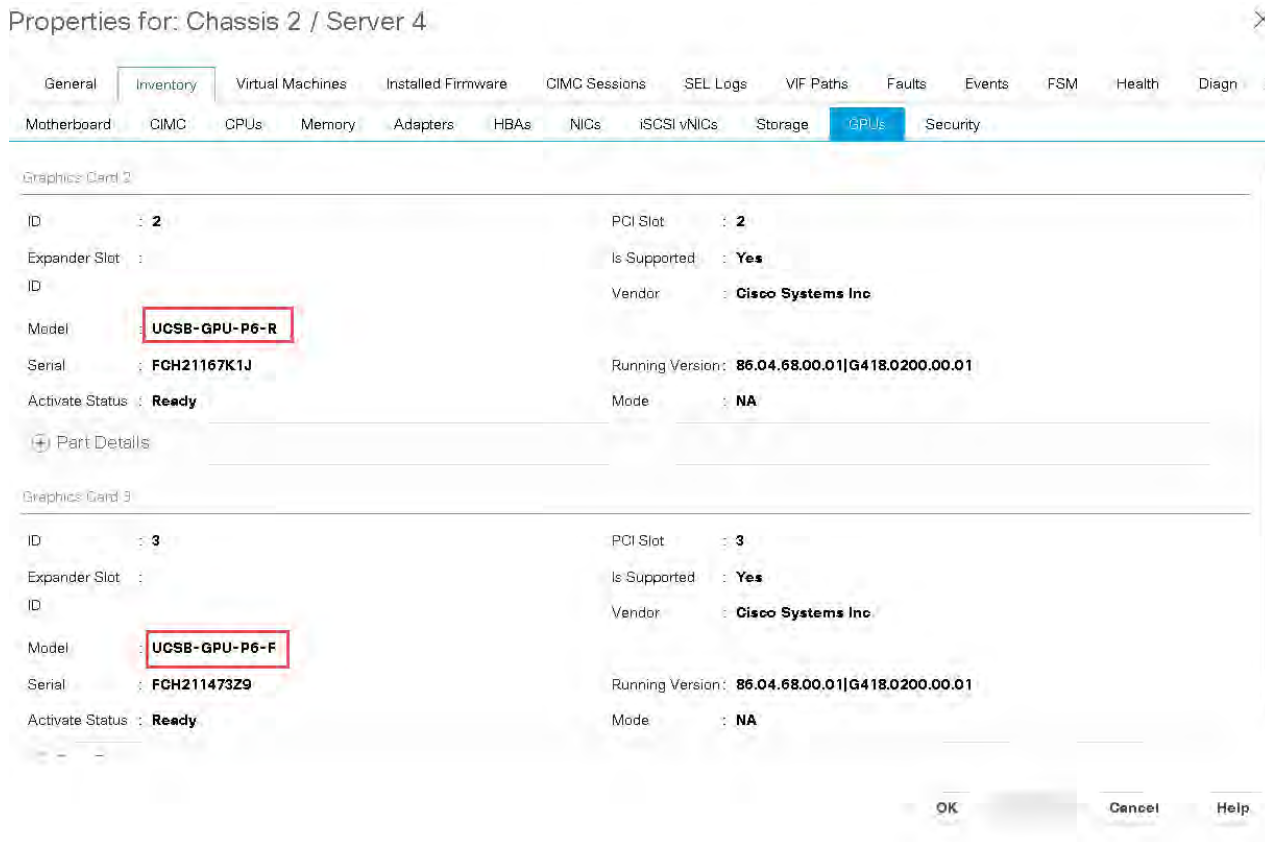 Properties for: Chassis 2 / Server 4
General Inventory Virtual Machines Installed Firmware CIMC Sessions SEL Logs VIF Paths Faults Events FSM Health Diagn
Motherboard CIMC CPUs Memory Adapters HBAs NICs iSCSI vNICs Storage GPUs Security
Graphics Card 2
ID : 2 PCI Slot : 2
Expander Slot : Is Supported : Yes
ID
Vendor : Cisco Systems Inc
Model : UCSB-GPU-P6-R
Serial : FCH21167K1J Running Version : 86.04.68.00.01|G418.0200.00.01
Activate Status : Ready Mode : NA
Part Details
Graphics Card 3
ID : 3 PCI Slot : 3
Expander Slot : Is Supported : Yes
ID
Vendor : Cisco Systems Inc
Model : UCSB-GPU-P6-F
Serial : FCH211473Z9 Running Version : 86.04.68.00.01|G418.0200.00.01
Activate Status : Ready Mode : NA
OK Cancel Help